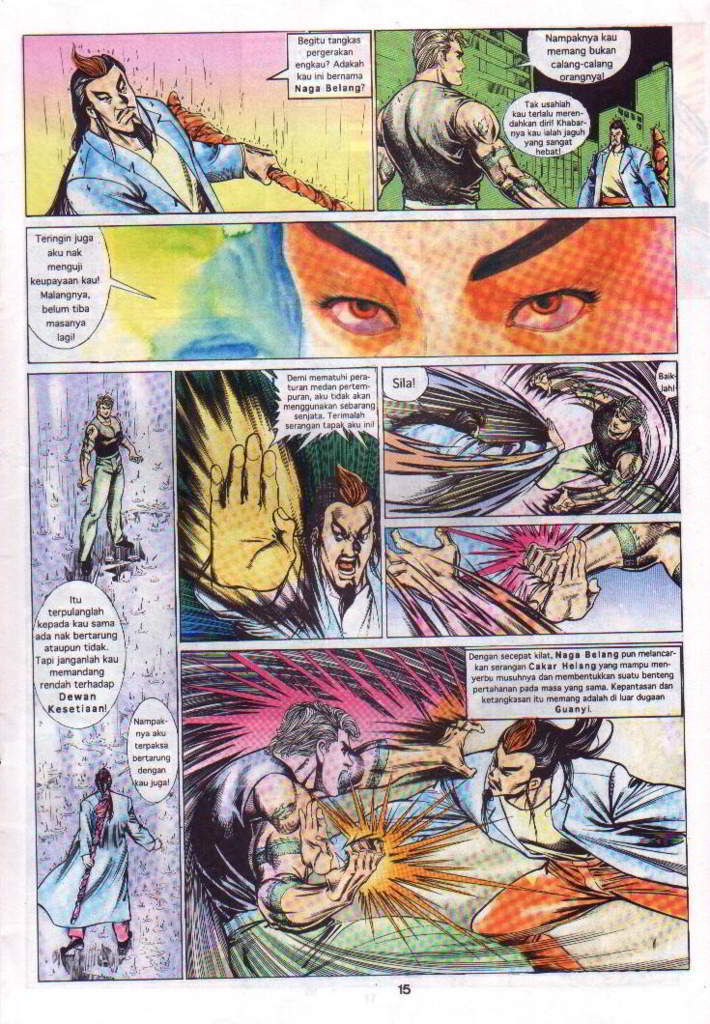 Begitu tangkas
pergerakan
engkau? Adakah
kau ini bernama
Naga Belang?
Nampaknya kau
memang bukan
calang-calang
orangnya!
Tak usahlah
kau terlalu meren-
dahkan diri! Khabar-
nya kau ialah jaguh
yang sangat
hebat!
Teringin juga
aku nak
menguji
keupayaan kau!
Malangnya,
belum tiba
masanya
lagi!
Itu
terpulanglah
kepada kau sama
ada nak bertarung
ataupun tidak.
Tapi janganlah kau
memandang
rendah terhadap
Dewan
Kesetiaan!
Nampak-
nya aku
terpaksa
bertarung
dengan
kau juga!
Demi mematuhi pera-
turan medan pertem-
puran, aku tidak akan
menggunakan sebarang
senjata. Terimalah
serangan tapak aku ini!
Sila!
Baik-
lah!
Dengan secepat kilat, Naga Belang pun melancar-
kan serangan Cakar Helang yang mampu men-
yerbu musuhnya dan membentukkan suatu benteng
pertahanan pada masa yang sama. Kepantasan dan
ketangkasan itu memang adalah di luar dugaan
Guanyi.
15